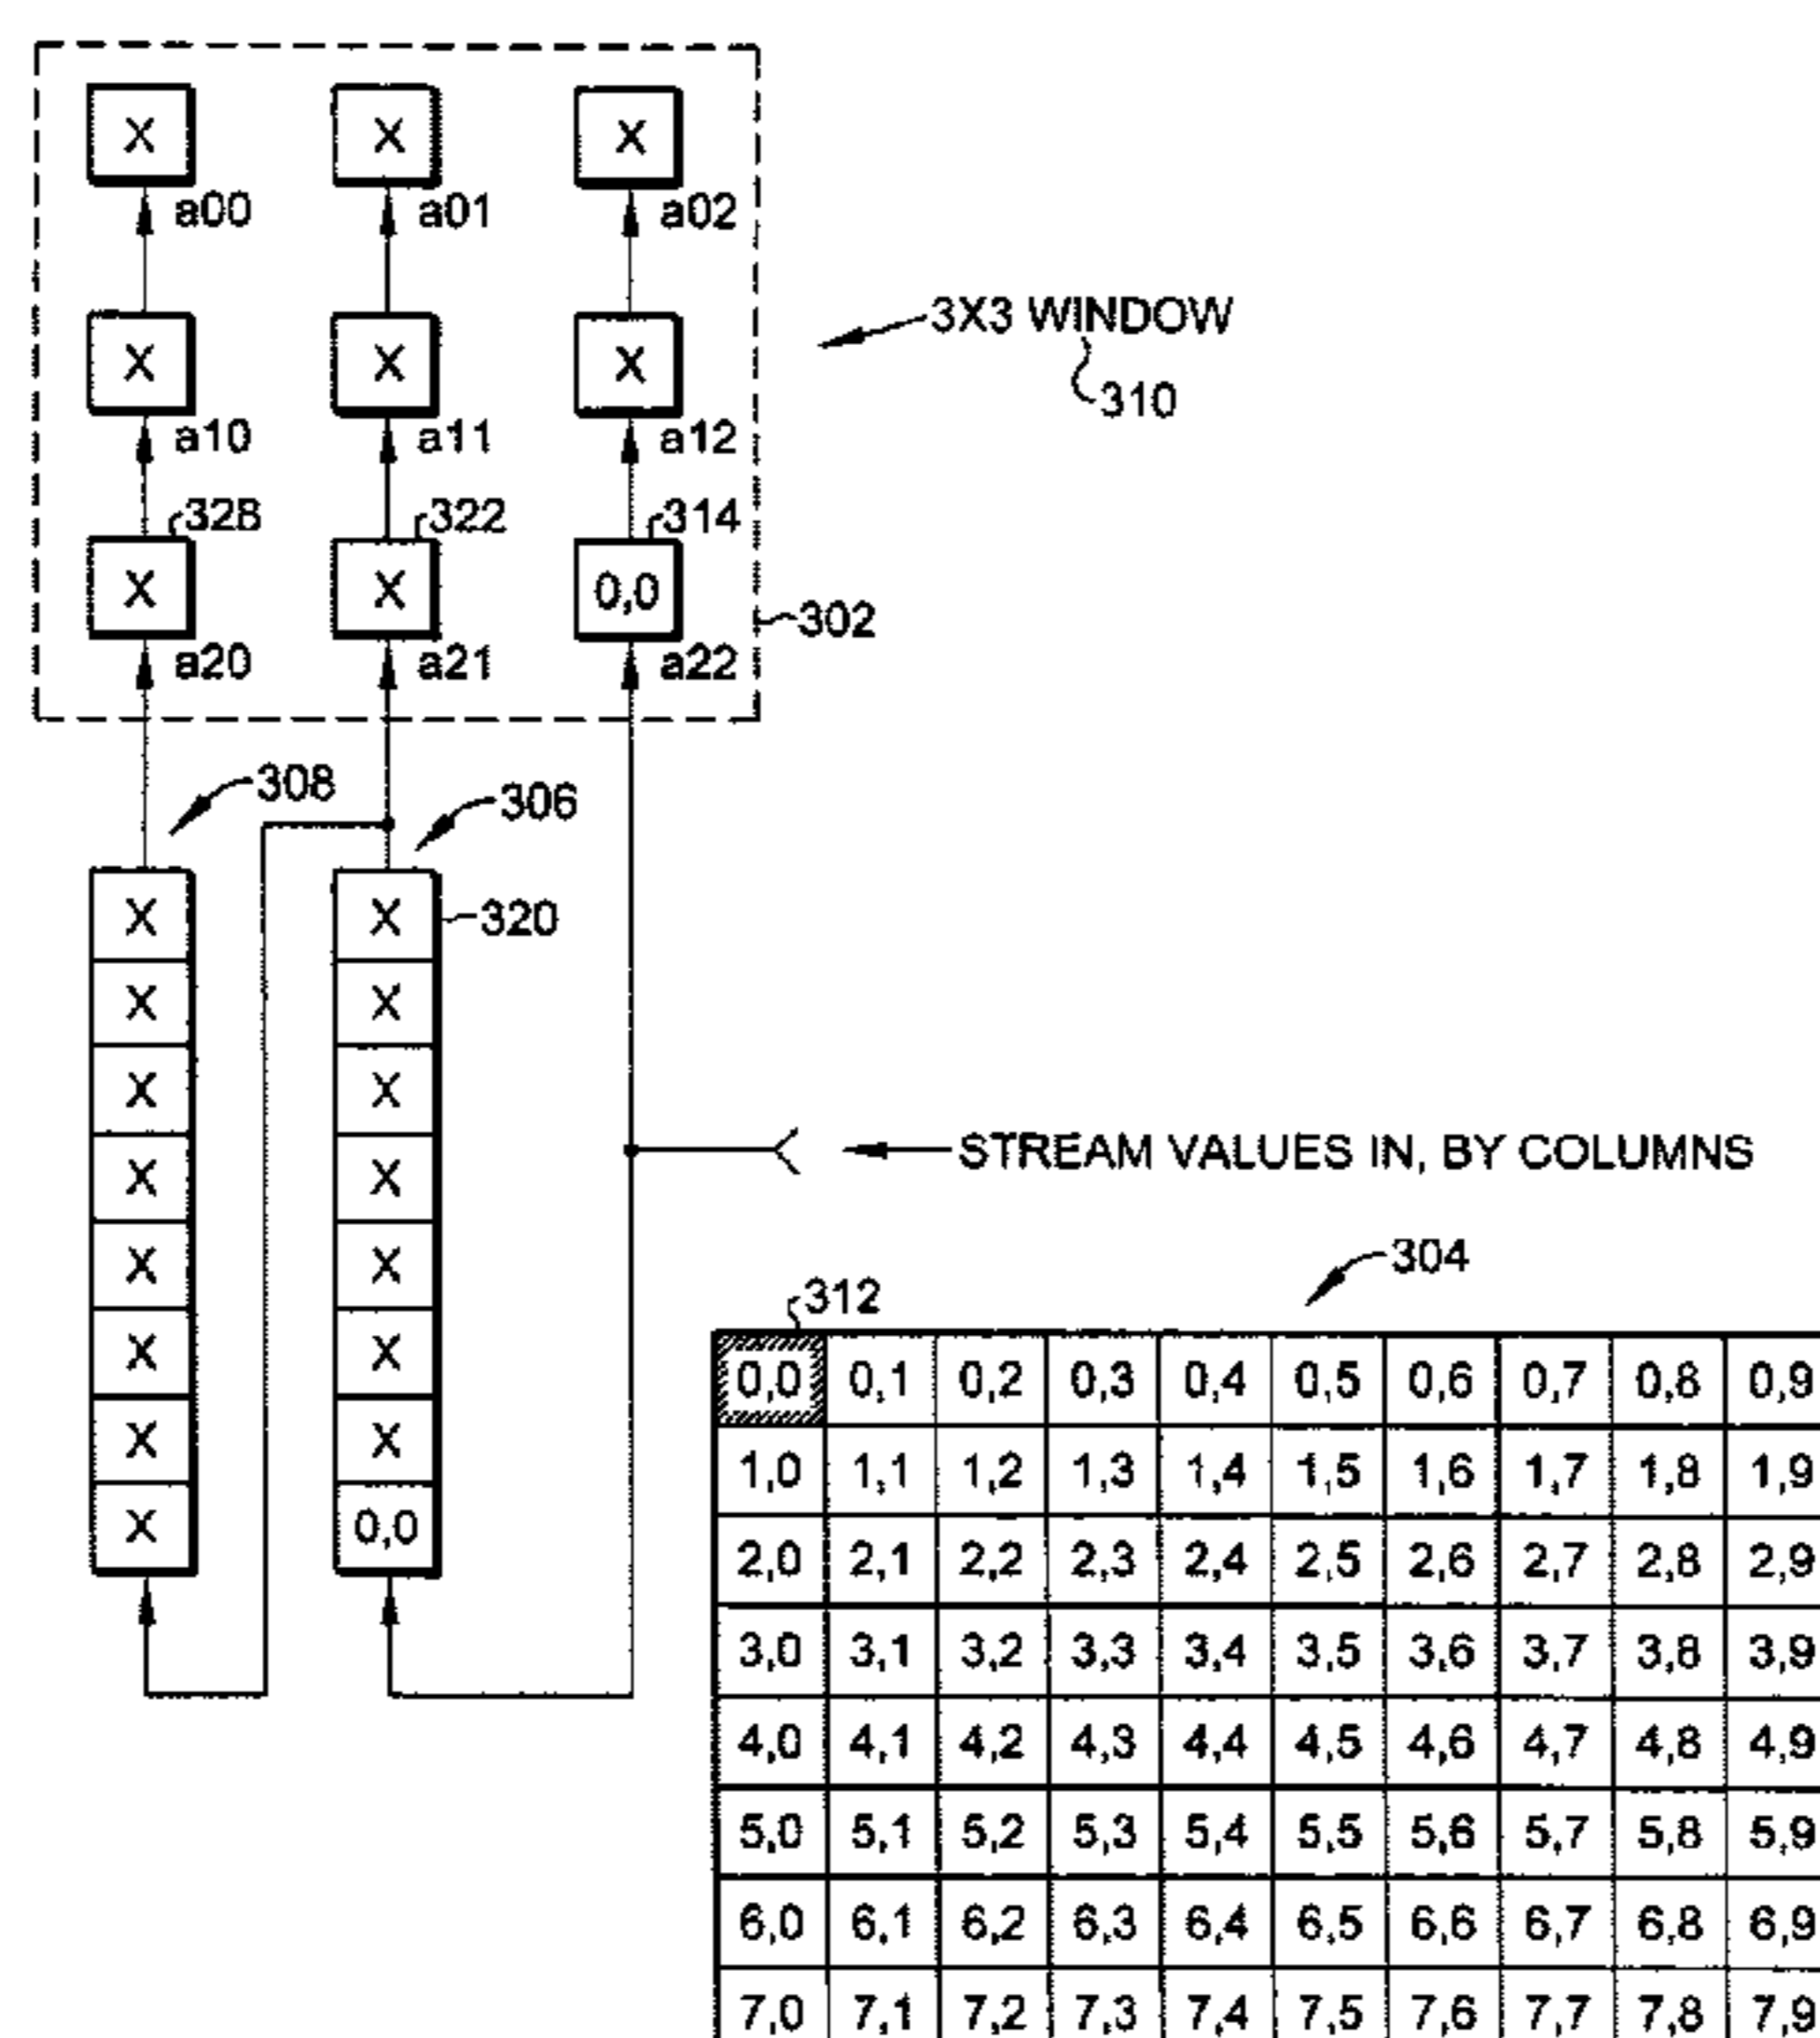 X X X
a00 a01 a02
3X3 WINDOW
310
X X X
a10 a11 a12
328 322 314
X X 0,0
302
a20 a21 a22
308 306
X X 320
X X
X X
X X
STREAM VALUES IN, BY COLUMNS
X X
X X
X X
X 0,0
304
312
0,0 0,1 0,2 0,3 0,4 0,5 0,6 0,7 0,8 0,9
1,0 1,1 1,2 1,3 1,4 1,5 1,6 1,7 1,8 1,9
2,0 2,1 2,2 2,3 2,4 2,5 2,6 2,7 2,8 2,9
3,0 3,1 3,2 3,3 3,4 3,5 3,6 3,7 3,8 3,9
4,0 4,1 4,2 4,3 4,4 4,5 4,6 4,7 4,8 4,9
5,0 5,1 5,2 5,3 5,4 5,5 5,6 5,7 5,8 5,9
6,0 6,1 6,2 6,3 6,4 6,5 6,6 6,7 6,8 6,9
7,0 7,1 7,2 7,3 7,4 7,5 7,6 7,7 7,8 7,9